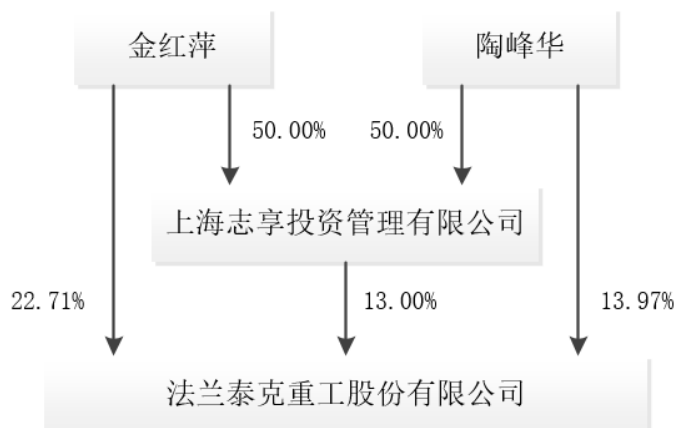 金红萍
陶峰华
50.00%
50.00%
上海志享投资管理有限公司
22.71%
13.00%
13.97%
法兰泰克重工股份有限公司